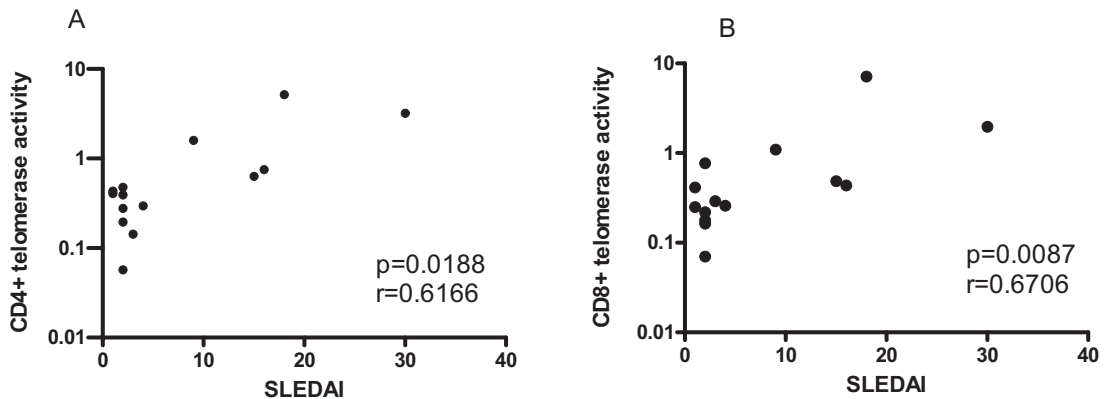 A
CD4+ telomerase activity
10
1
0.1
0.01
p=0.0188
r=0.6166
0
10
20
30
40
SLEDAI
B
CD8+ telomerase activity
10
1
0.1
0.01
p=0.0087
r=0.6706
0
10
20
30
40
SLEDAI